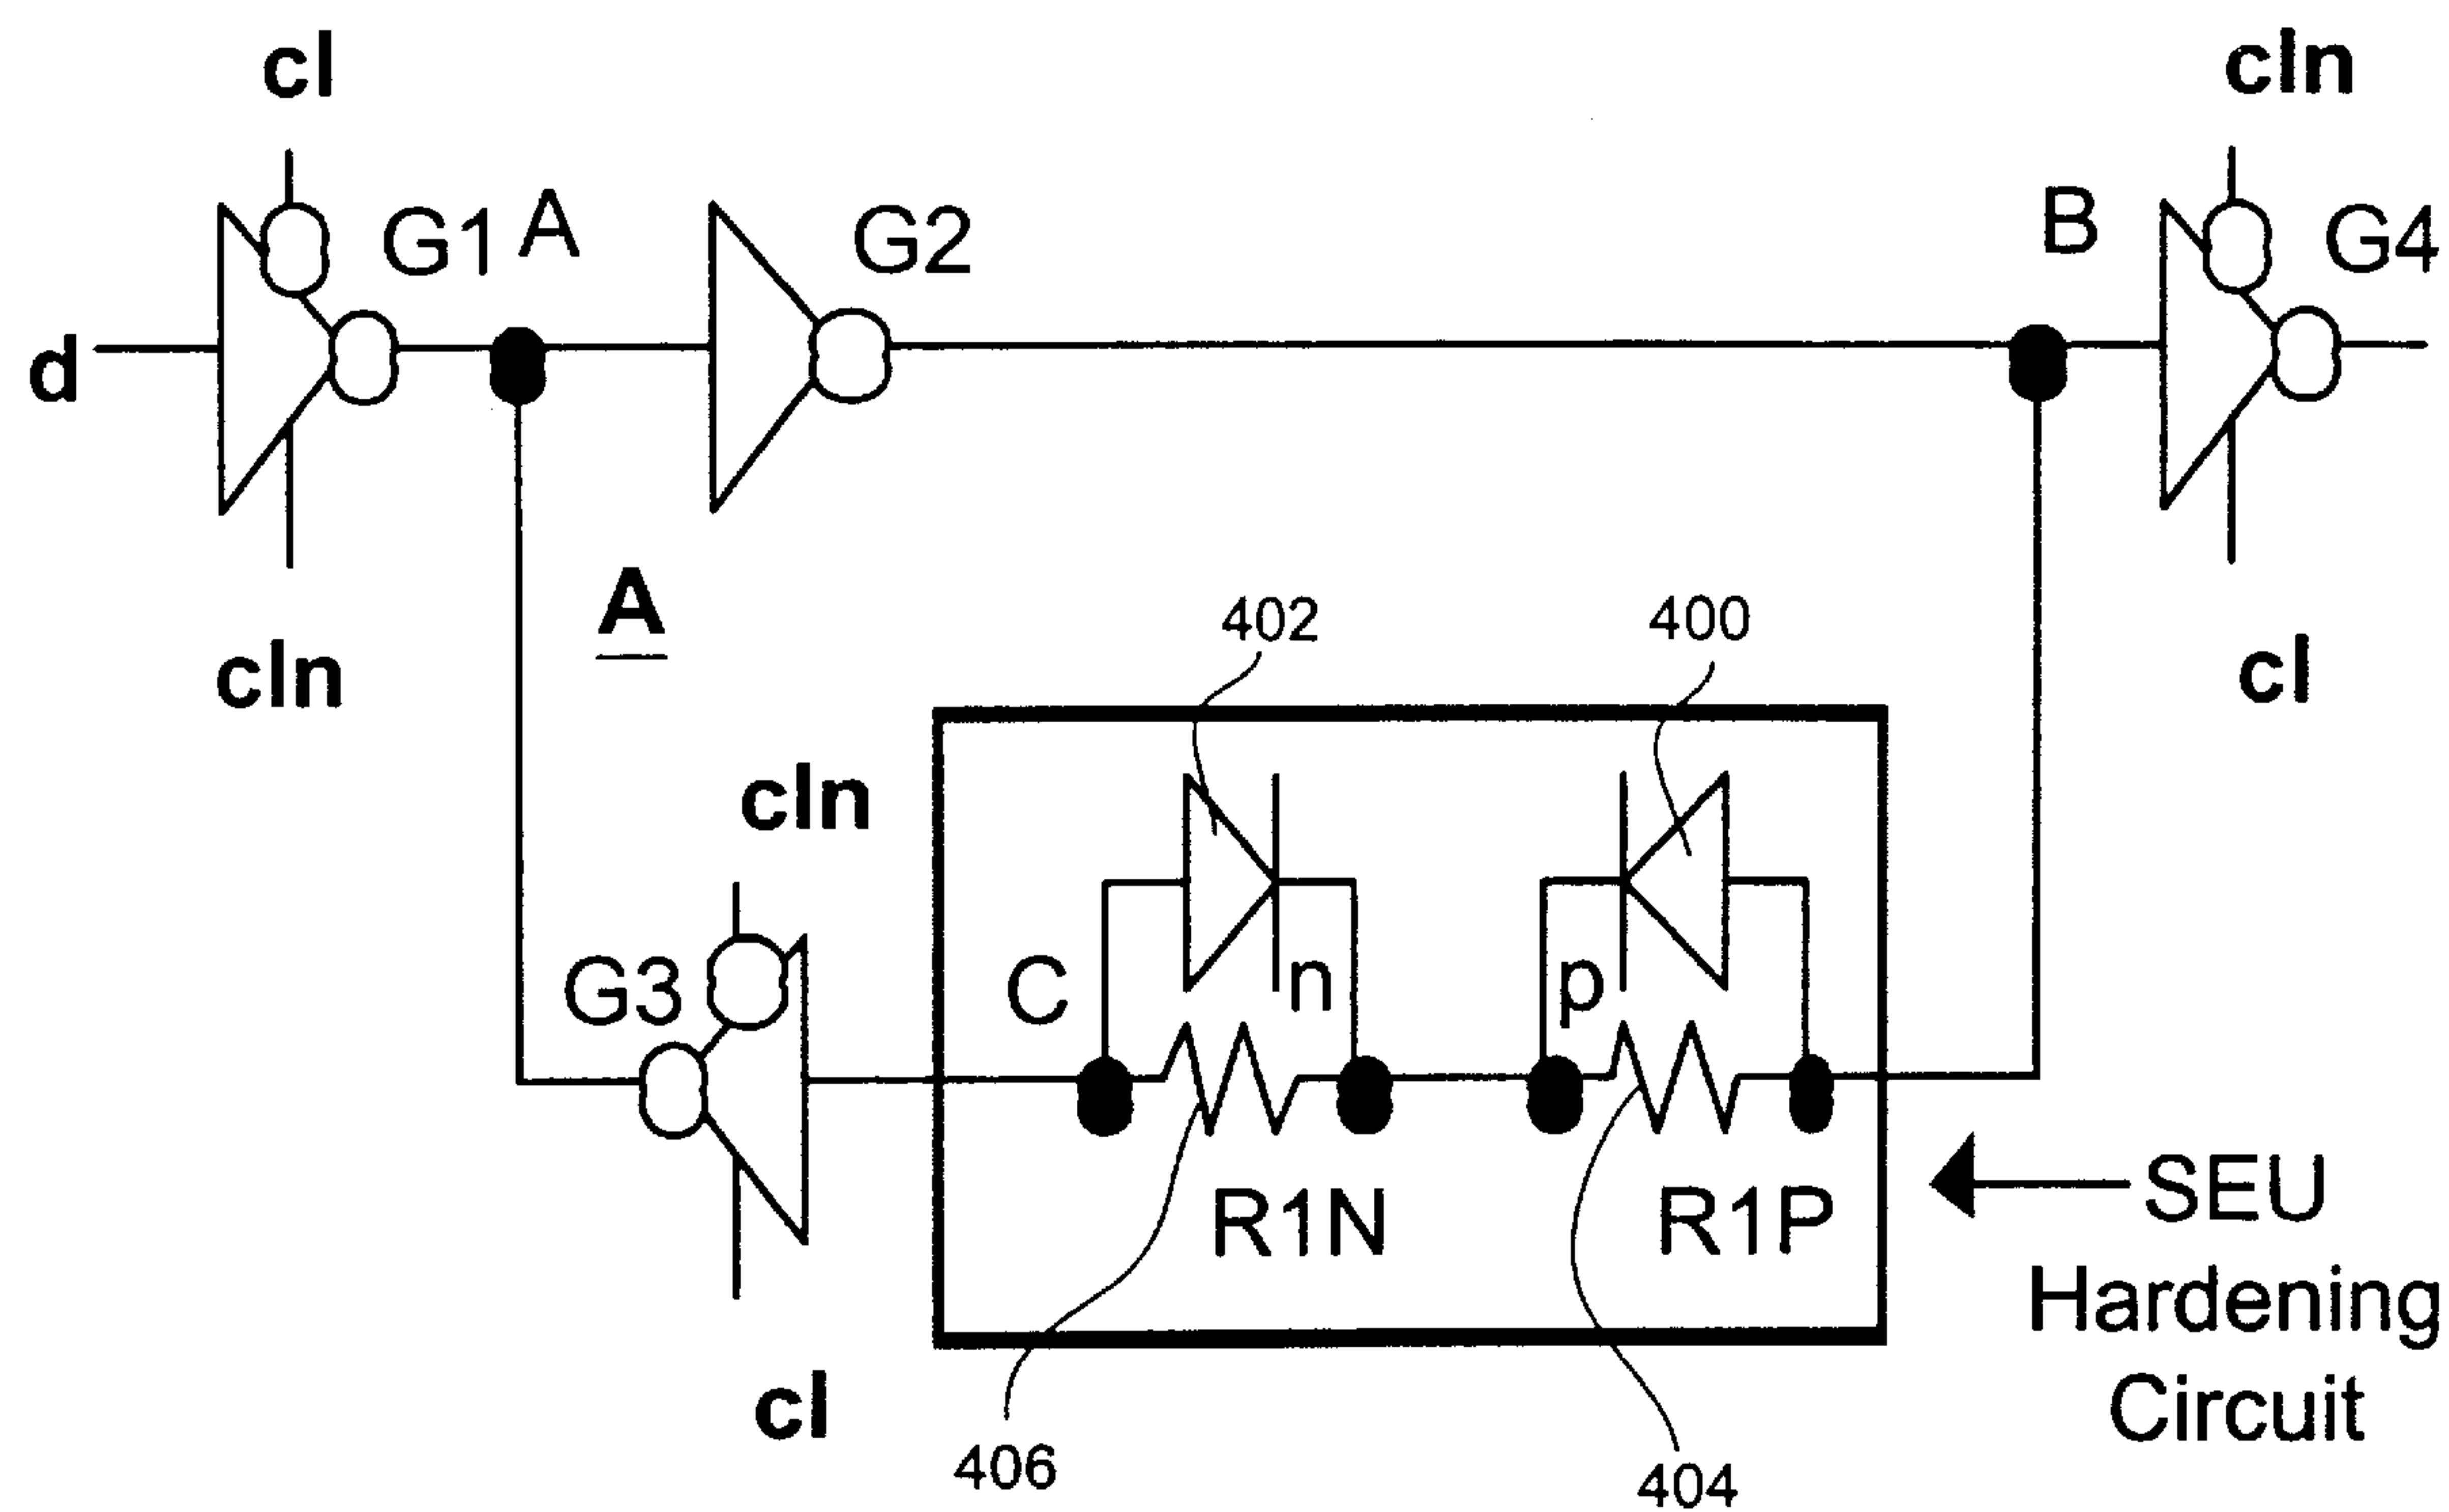 cl
cln
G1
A
G2
B
G4
d
A
402
400
cln
cl
cln
G3
C
n
p
R1N
R1P
SEU
Hardening
Circuit
cl
406
404